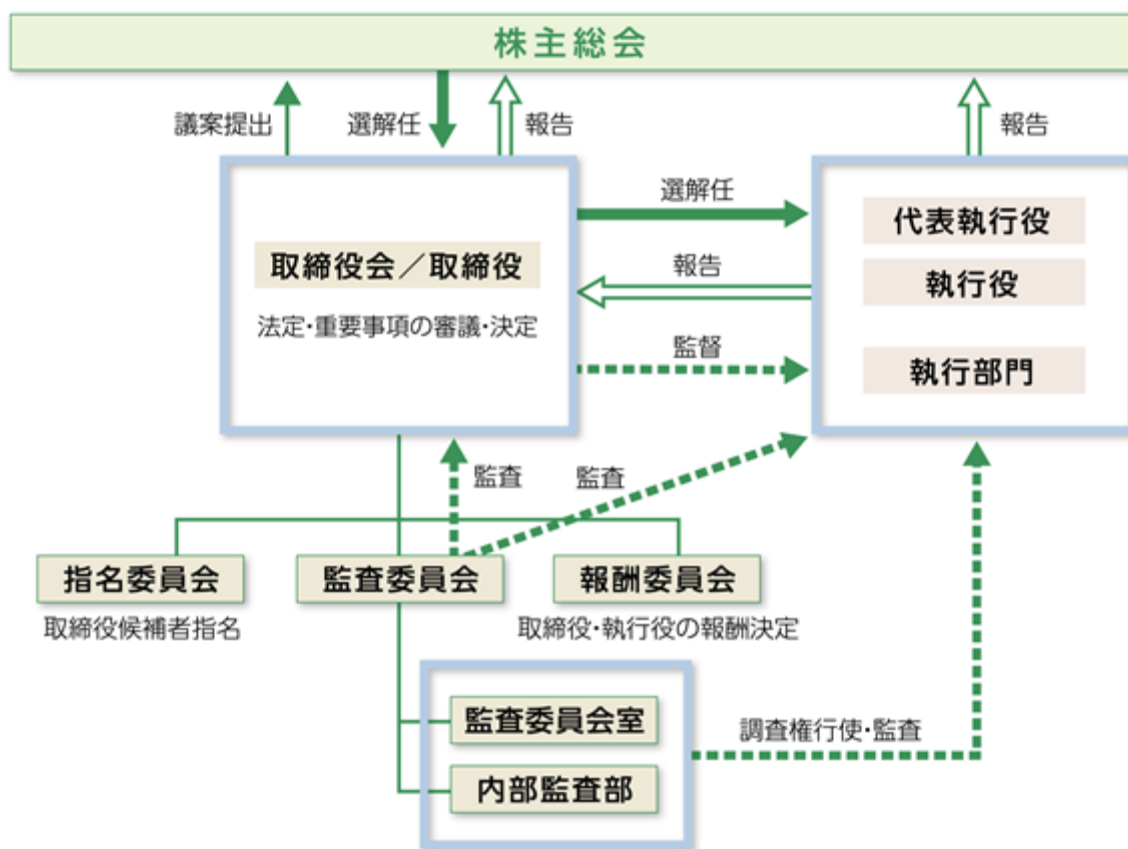 株主総会
議案提出
選解任
報告
報告
選解任
代表執行役
取締役会／取締役
報告
執行役
法定･重要事項の審議･決定
監督
執行部門
監査
監査
指名委員会
監査委員会
報酬委員会
取締役候補者指名
取締役･執行役の報酬決定
監査委員会室
調査権行使･監査
内部監査部